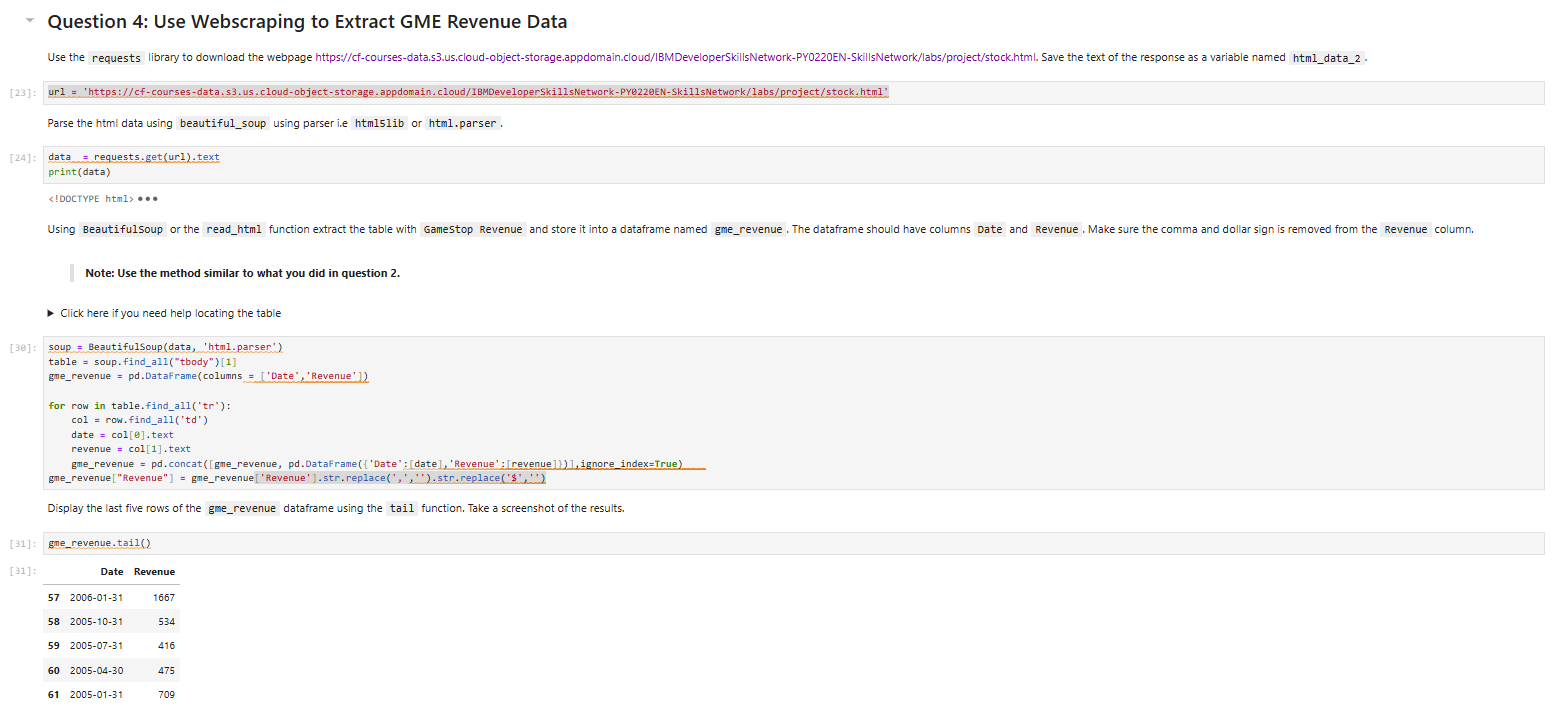 Question 4: Use Webscraping to Extract GME Revenue Data
Use the requests library to download the webpage https://cf-courses-data.s3.us.cloud-object-storage.appdomain.cloud/IBMDeveloperSkillsNetwork-PY0220EN-SkillsNetwork/labs/project/stock.html. Save the text of the response as a variable named html_data_2.
[23]: url = 'https://cf-courses-data.s3.us.cloud-object-storage.appdomain.cloud/IBMDeveloperSkillsNetwork-PY0220EN-SkillsNetwork/labs/project/stock.html'
Parse the html data using beautiful_soup using parser i.e html5lib or html.parser.
[24]: data  = requests.get(url).text
print(data)
<!DOCTYPE html> •••
Using BeautifulSoup or the read_html function extract the table with GameStop Revenue and store it into a dataframe named gme_revenue. The dataframe should have columns Date and Revenue. Make sure the comma and dollar sign is removed from the Revenue column.
Note: Use the method similar to what you did in question 2.
▶ Click here if you need help locating the table
[30]: soup = BeautifulSoup(data, 'html.parser')
table = soup.find_all("tbody")[1]
gme_revenue = pd.DataFrame(columns = ['Date','Revenue'])
for row in table.find_all('tr'):
    col = row.find_all('td')
    date = col[0].text
    revenue = col[1].text
    gme_revenue = pd.concat([gme_revenue, pd.DataFrame({'Date':[date],'Revenue':[revenue]})],ignore_index=True)
gme_revenue["Revenue"] = gme_revenue['Revenue'].str.replace(',','').str.replace('$','')
Display the last five rows of the gme_revenue dataframe using the tail function. Take a screenshot of the results.
[31]: gme_revenue.tail()
[31]: Date Revenue
57 2006-01-31 1667
58 2005-10-31 534
59 2005-07-31 416
60 2005-04-30 475
61 2005-01-31 709